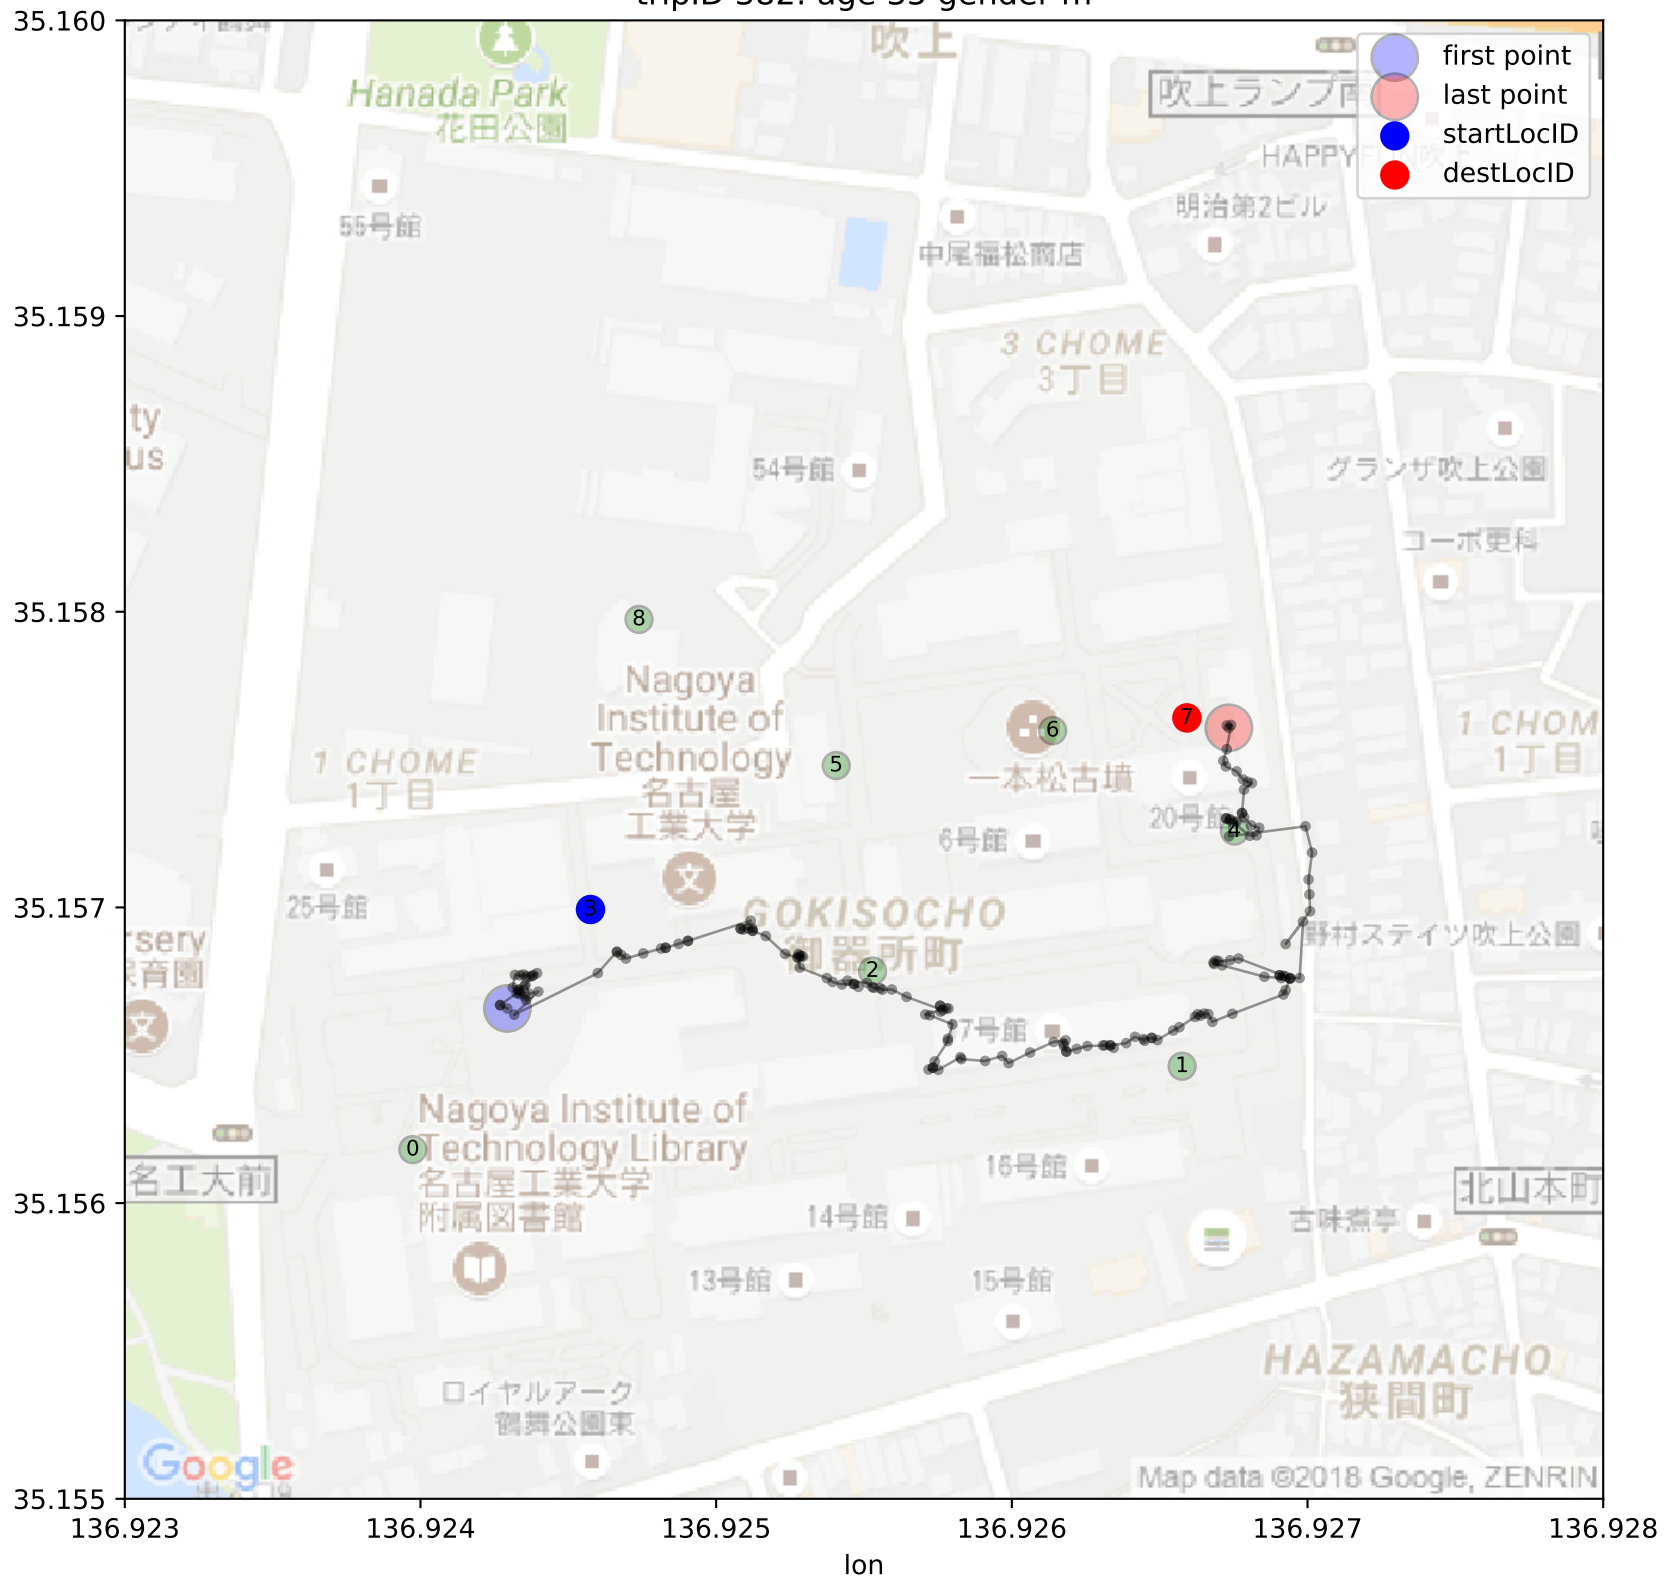 35.160
35.159
35.158
35.157
35.156
35.155
136.923
136.924
136.925
136.926
136.927
136.928
lon
first point
last point
startLocID
destLocID
吹上
Hanada Park
花田公園
吹上ランプ南
HAPPY
明治第2ビル
55号館
中尾福松商店
3 CHOME
3丁目
ty
us
54号館
グランザ吹上公園
コーポ更科
8
Nagoya
Institute of
Technology
名古屋
工業大学
7
6
5
一本松古墳
1 CHOME
1丁目
1 CHOM
1丁目
20号館
4
6号館
25号館
3
GOKISOCHO
御器所町
野村ステイツ吹上公園
rsery
育園
2
7号館
1
Nagoya Institute of
Technology Library
名古屋工業大学
附属図書館
0
名工大前
16号館
北山本町
14号館
古味煮亭
13号館
15号館
HAZAMACHO
狭間町
ロイヤルアーク
鶴舞公園東
Google
Map data ©2018 Google, ZENRIN